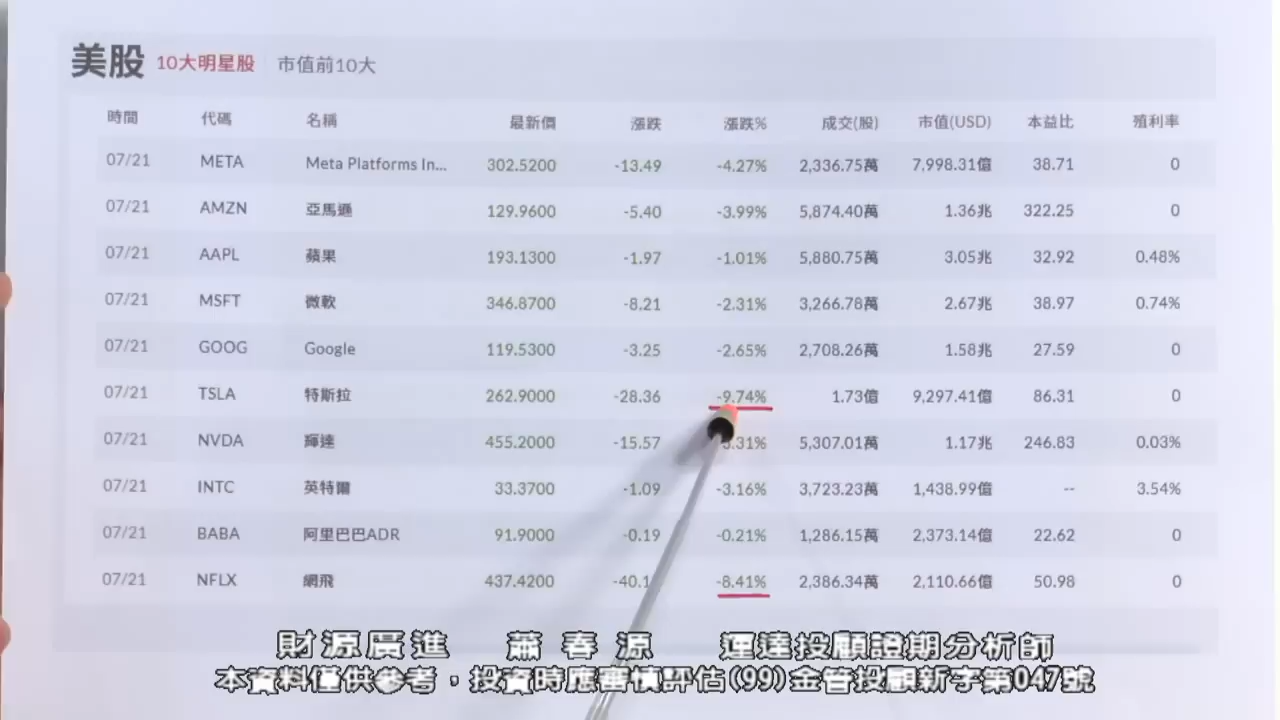 美股 10大明星股 市值前10大
時間 代碼 名稱 最新價 漲跌 漲跌% 成交(股) 市值(USD) 本益比 殖利率
07/21 META Meta Platforms In... 302.5200 -13.49 -4.27% 2,336.75萬 7,998.31億 38.71 0
07/21 AMZN 亞馬遜 129.9600 -5.40 -3.99% 5,874.40萬 1.36兆 322.25 0
07/21 AAPL 蘋果 193.1300 -1.97 -1.01% 5,880.75萬 3.05兆 32.92 0.48%
07/21 MSFT 微軟 346.8700 -8.21 -2.31% 3,266.78萬 2.67兆 38.97 0.74%
07/21 GOOG Google 119.5300 -3.25 -2.65% 2,708.26萬 1.58兆 27.59 0
07/21 TSLA 特斯拉 262.9000 -28.36 -9.74% 1.73億 9,297.41億 86.31 0
07/21 NVDA 輝達 455.2000 -15.57 .31% 5,307.01萬 1.17兆 246.83 0.03%
07/21 INTC 英特爾 33.3700 -1.09 -3.16% 3,723.23萬 1,438.99億 -- 3.54%
07/21 BABA 阿里巴巴ADR 91.9000 -0.19 -0.21% 1,286.15萬 2,373.14億 22.62 0
07/21 NFLX 網飛 437.4200 -40.1 -8.41% 2,386.34萬 2,110.66億 50.98 0
財源廣進 蕭春源 運達投顧證期分析師
本資料僅供參考，投資時應審慎評估(99)金管投顧新字第047號